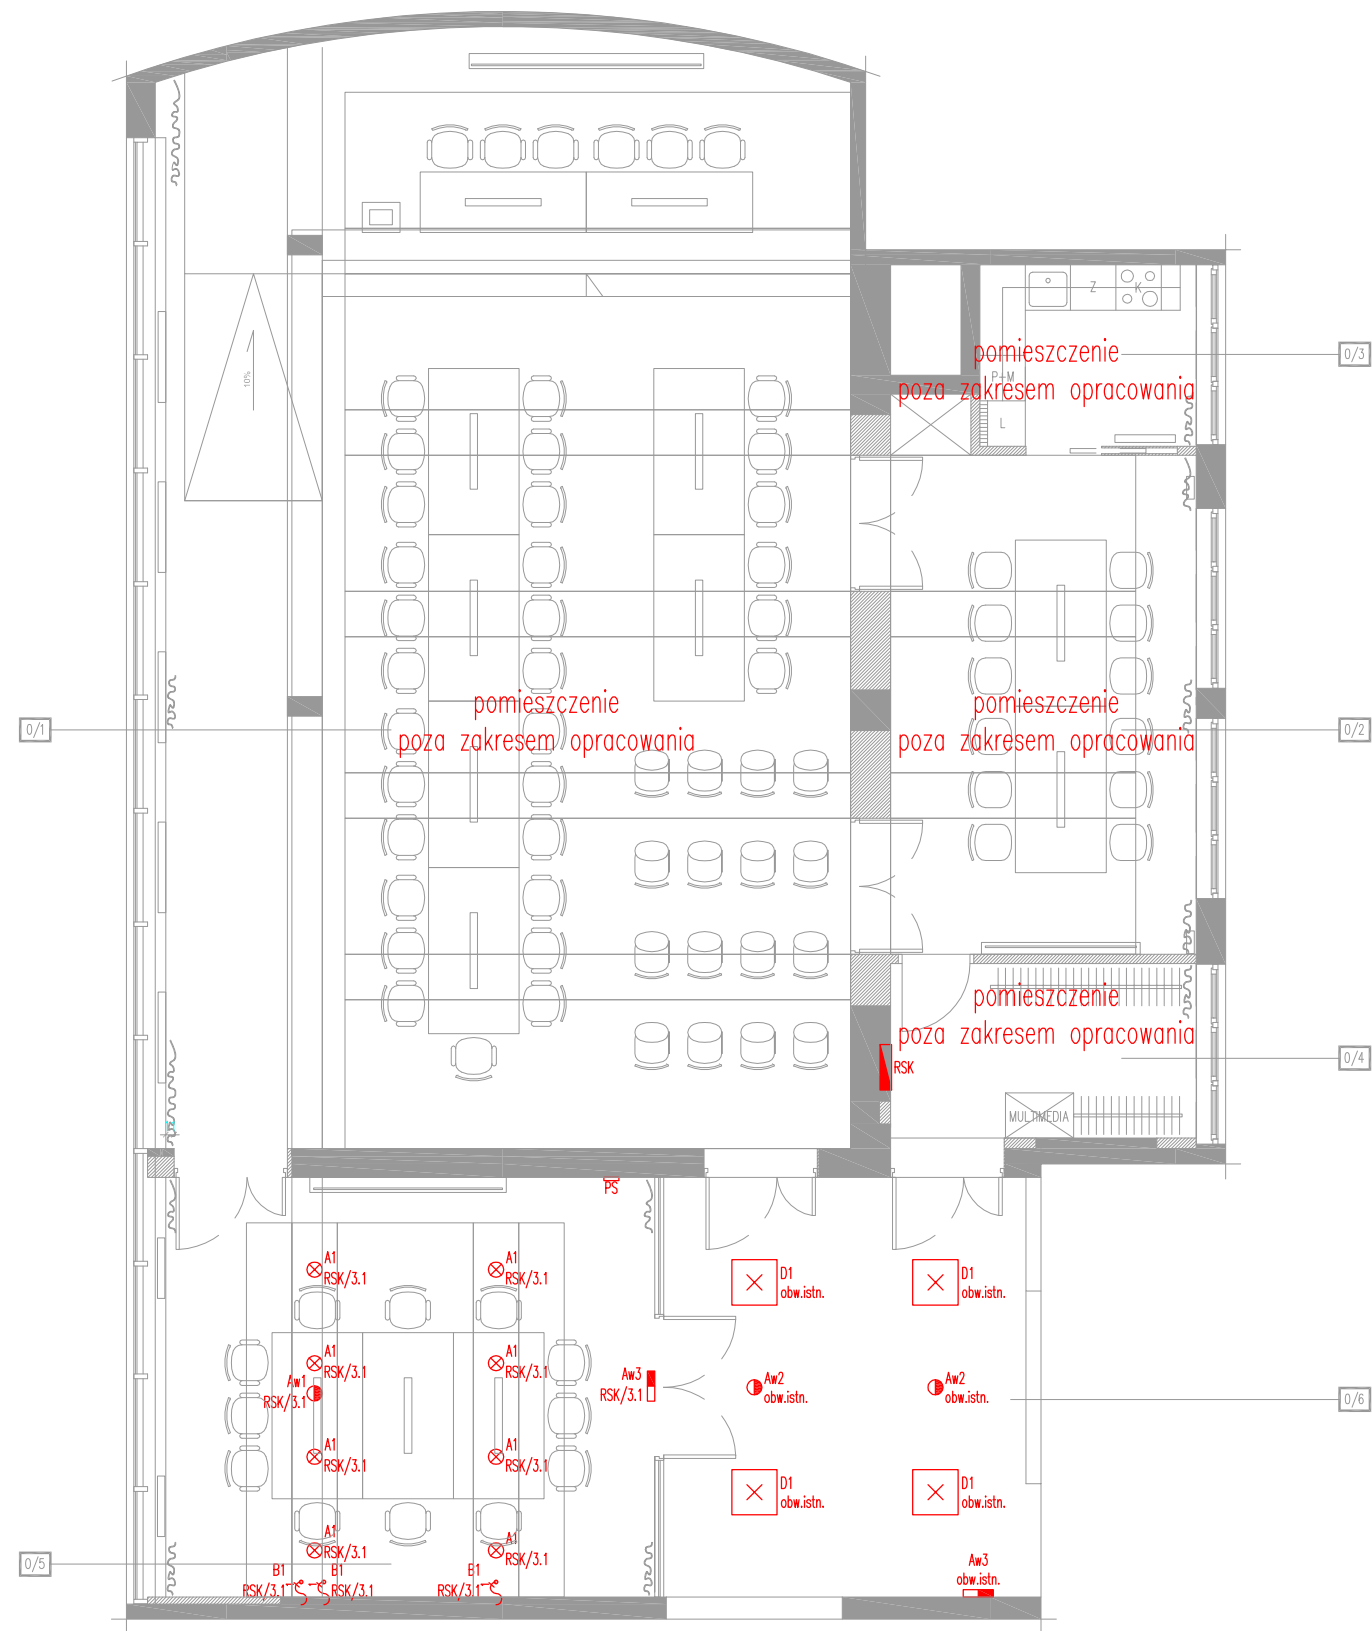 Z
K
0/3
pomieszczenie
poza zakresem opracowania
P-M
L
10%
pomieszczenie
poza zakresem opracowania
0/1
pomieszczenie
poza zakresem opracowania
0/2
pomieszczenie
poza zakresem opracowania
0/4
RSK
MULTIMEDIA
PS
A1
RSK/3.1
A1
RSK/3.1
D1
obw.istn.
D1
obw.istn.
A1
RSK/3.1
A1
RSK/3.1
Aw1
RSK/3.1
Aw3
RSK/3.1
Aw2
obw.istn.
Aw2
obw.istn.
0/6
A1
RSK/3.1
A1
RSK/3.1
D1
obw.istn.
D1
obw.istn.
A1
RSK/3.1
A1
RSK/3.1
0/5
B1
RSK/3.1
B1
RSK/3.1
B1
RSK/3.1
Aw3
obw.istn.